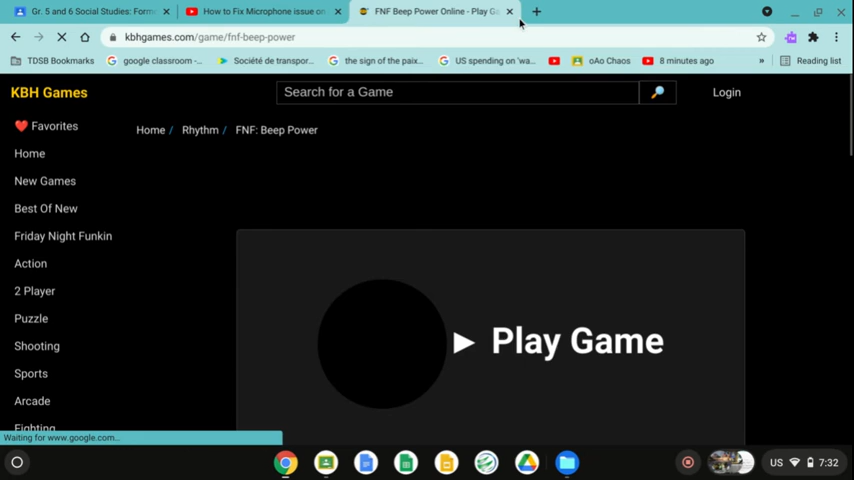 Gr. 5 and 6 Social Studies: Form
How to Fix Microphone issue on
FNF Beep Power Online - Play Ga
kbhgames.com/game/fnf-beep-power
TDSB Bookmarks
google classroom -...
Société de transpor...
the sign of the paix...
US spending on 'wa...
oAo Chaos
8 minutes ago
»
Reading list
KBH Games
Search for a Game
Login
Favorites
Home / Rhythm / FNF: Beep Power
Home
New Games
Best Of New
Friday Night Funkin
Action
2 Player
Puzzle
Shooting
Sports
Arcade
Fighting
Play Game
Waiting for www.google.com...
US
7:32